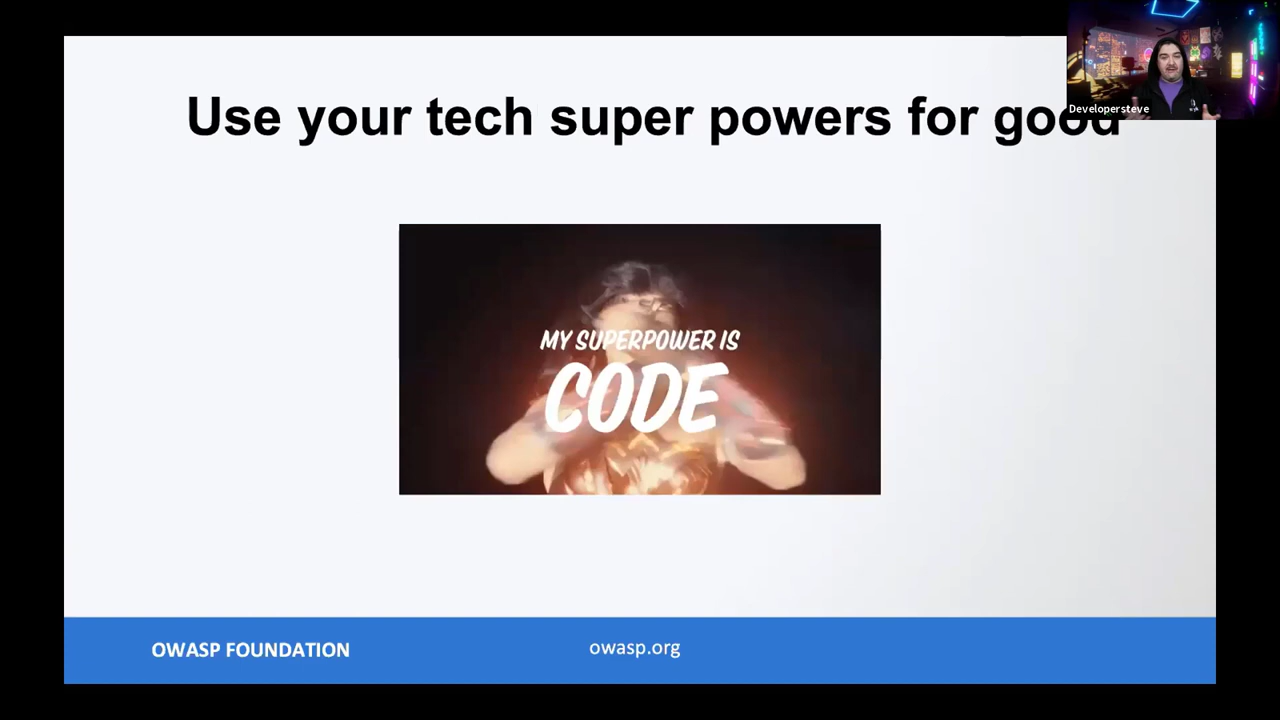 Use your tech super powers for good
Developersteve
MY SUPERPOWER IS
CODE
OWASP FOUNDATION
owasp.org